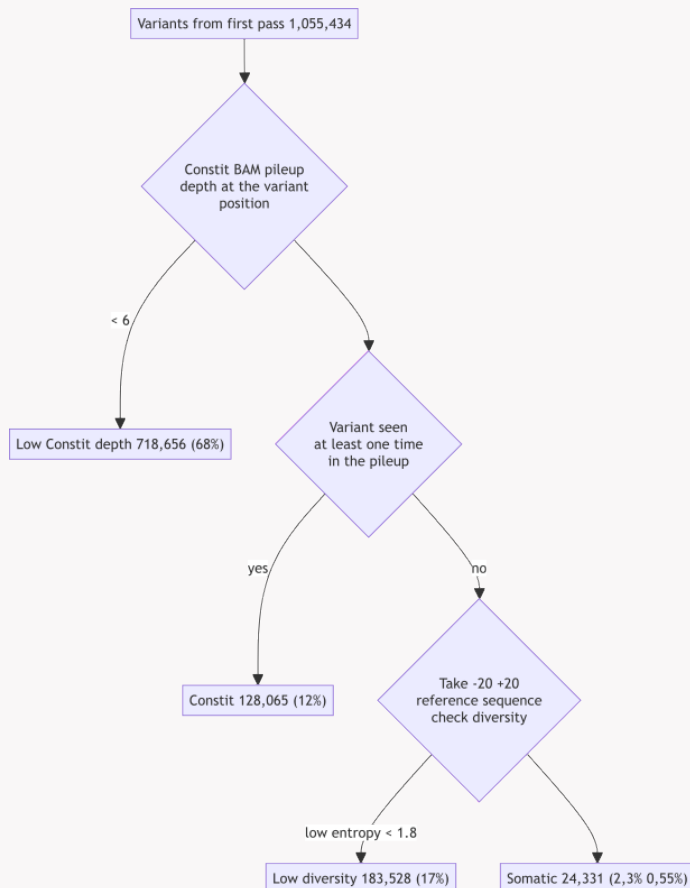 Variants from first pass 1,055,434
Constit BAM pileup
depth at the variant
position
< 6
Low Constit depth 718,656 (68%)
Variant seen
at least one time
in the pileup
yes
no
Constit 128,065 (12%)
Take -20 +20
reference sequence
check diversity
low entropy < 1.8
Low diversity 183,528 (17%)
Somatic 24,331 (2,3% 0,55%)